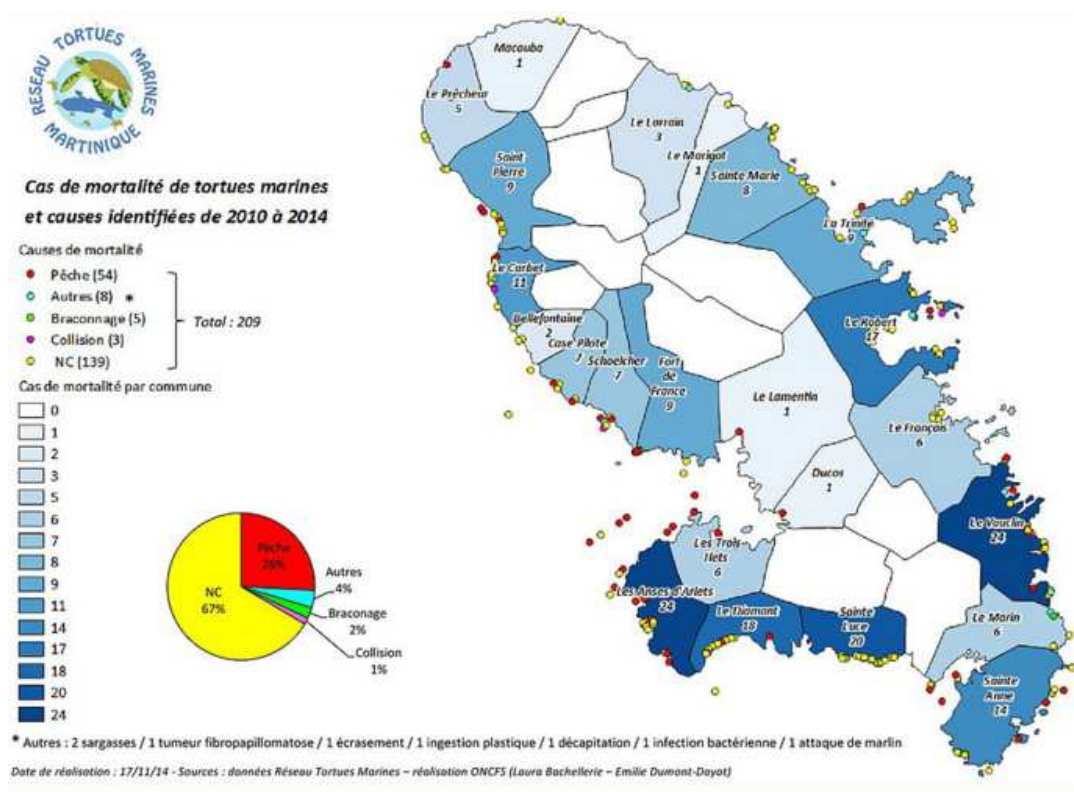 RESEAU TORTUES MARINES
MARTINIQUE
Cas de mortalité de tortues marines
et causes identifiées de 2010 à 2014
Causes de mortalité
Pêche (54)
Autres (8) *
Braconnage (5)
Collision (3)
NC (139)
Total : 209
Cas de mortalité par commune
0
1
2
3
5
6
7
8
9
11
14
17
18
20
24
Macouba
1
Le Prêcheur
5
Le Lorrain
3
Le Marigot
1
Saint
Pierre
9
Sainte Marie
8
La Trinité
9
Le Carbet
11
Bellefontaine
2
Case Pilote
7
Schoelcher
7
Fort
de
France
9
Le Robert
17
Le Lamentin
1
Le François
6
Ducos
1
Le Vauclin
24
Les Trois
Ilets
6
Les Anses d'Arlets
24
Le Diamant
18
Sainte
Luce
20
Le Marin
6
Sainte
Anne
14
Pêche
26%
Autres
4%
NC
67%
Braconage
2%
Collision
1%
* Autres : 2 sargasses / 1 tumeur fibropapillomatose / 1 écrasement / 1 ingestion plastique / 1 décapitation / 1 infection bactérienne / 1 attaque de marlin
Date de réalisation : 17/11/14 - Sources : données Réseau Tortues Marines – réalisation ONCFS (Laura Bachellerie – Emilie Dumont-Dayot)